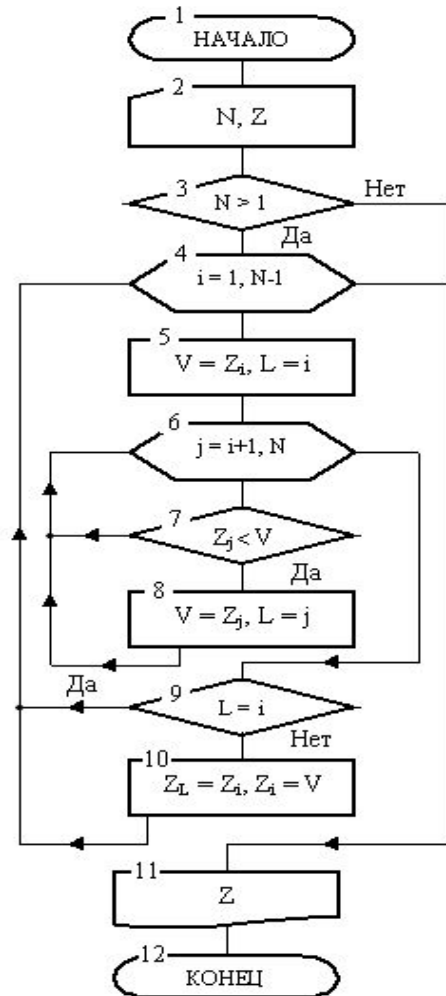 1
НАЧАЛО
2
N, Z
3
N > 1
Нет
Да
4
i = 1, N-1
5
V = Zi, L = i
6
j = i+1, N
7
Zj < V
Да
8
V = Zj, L = j
Да
9
L = i
Нет
10
ZL = Zi, Zi = V
11
Z
12
КОНЕЦ